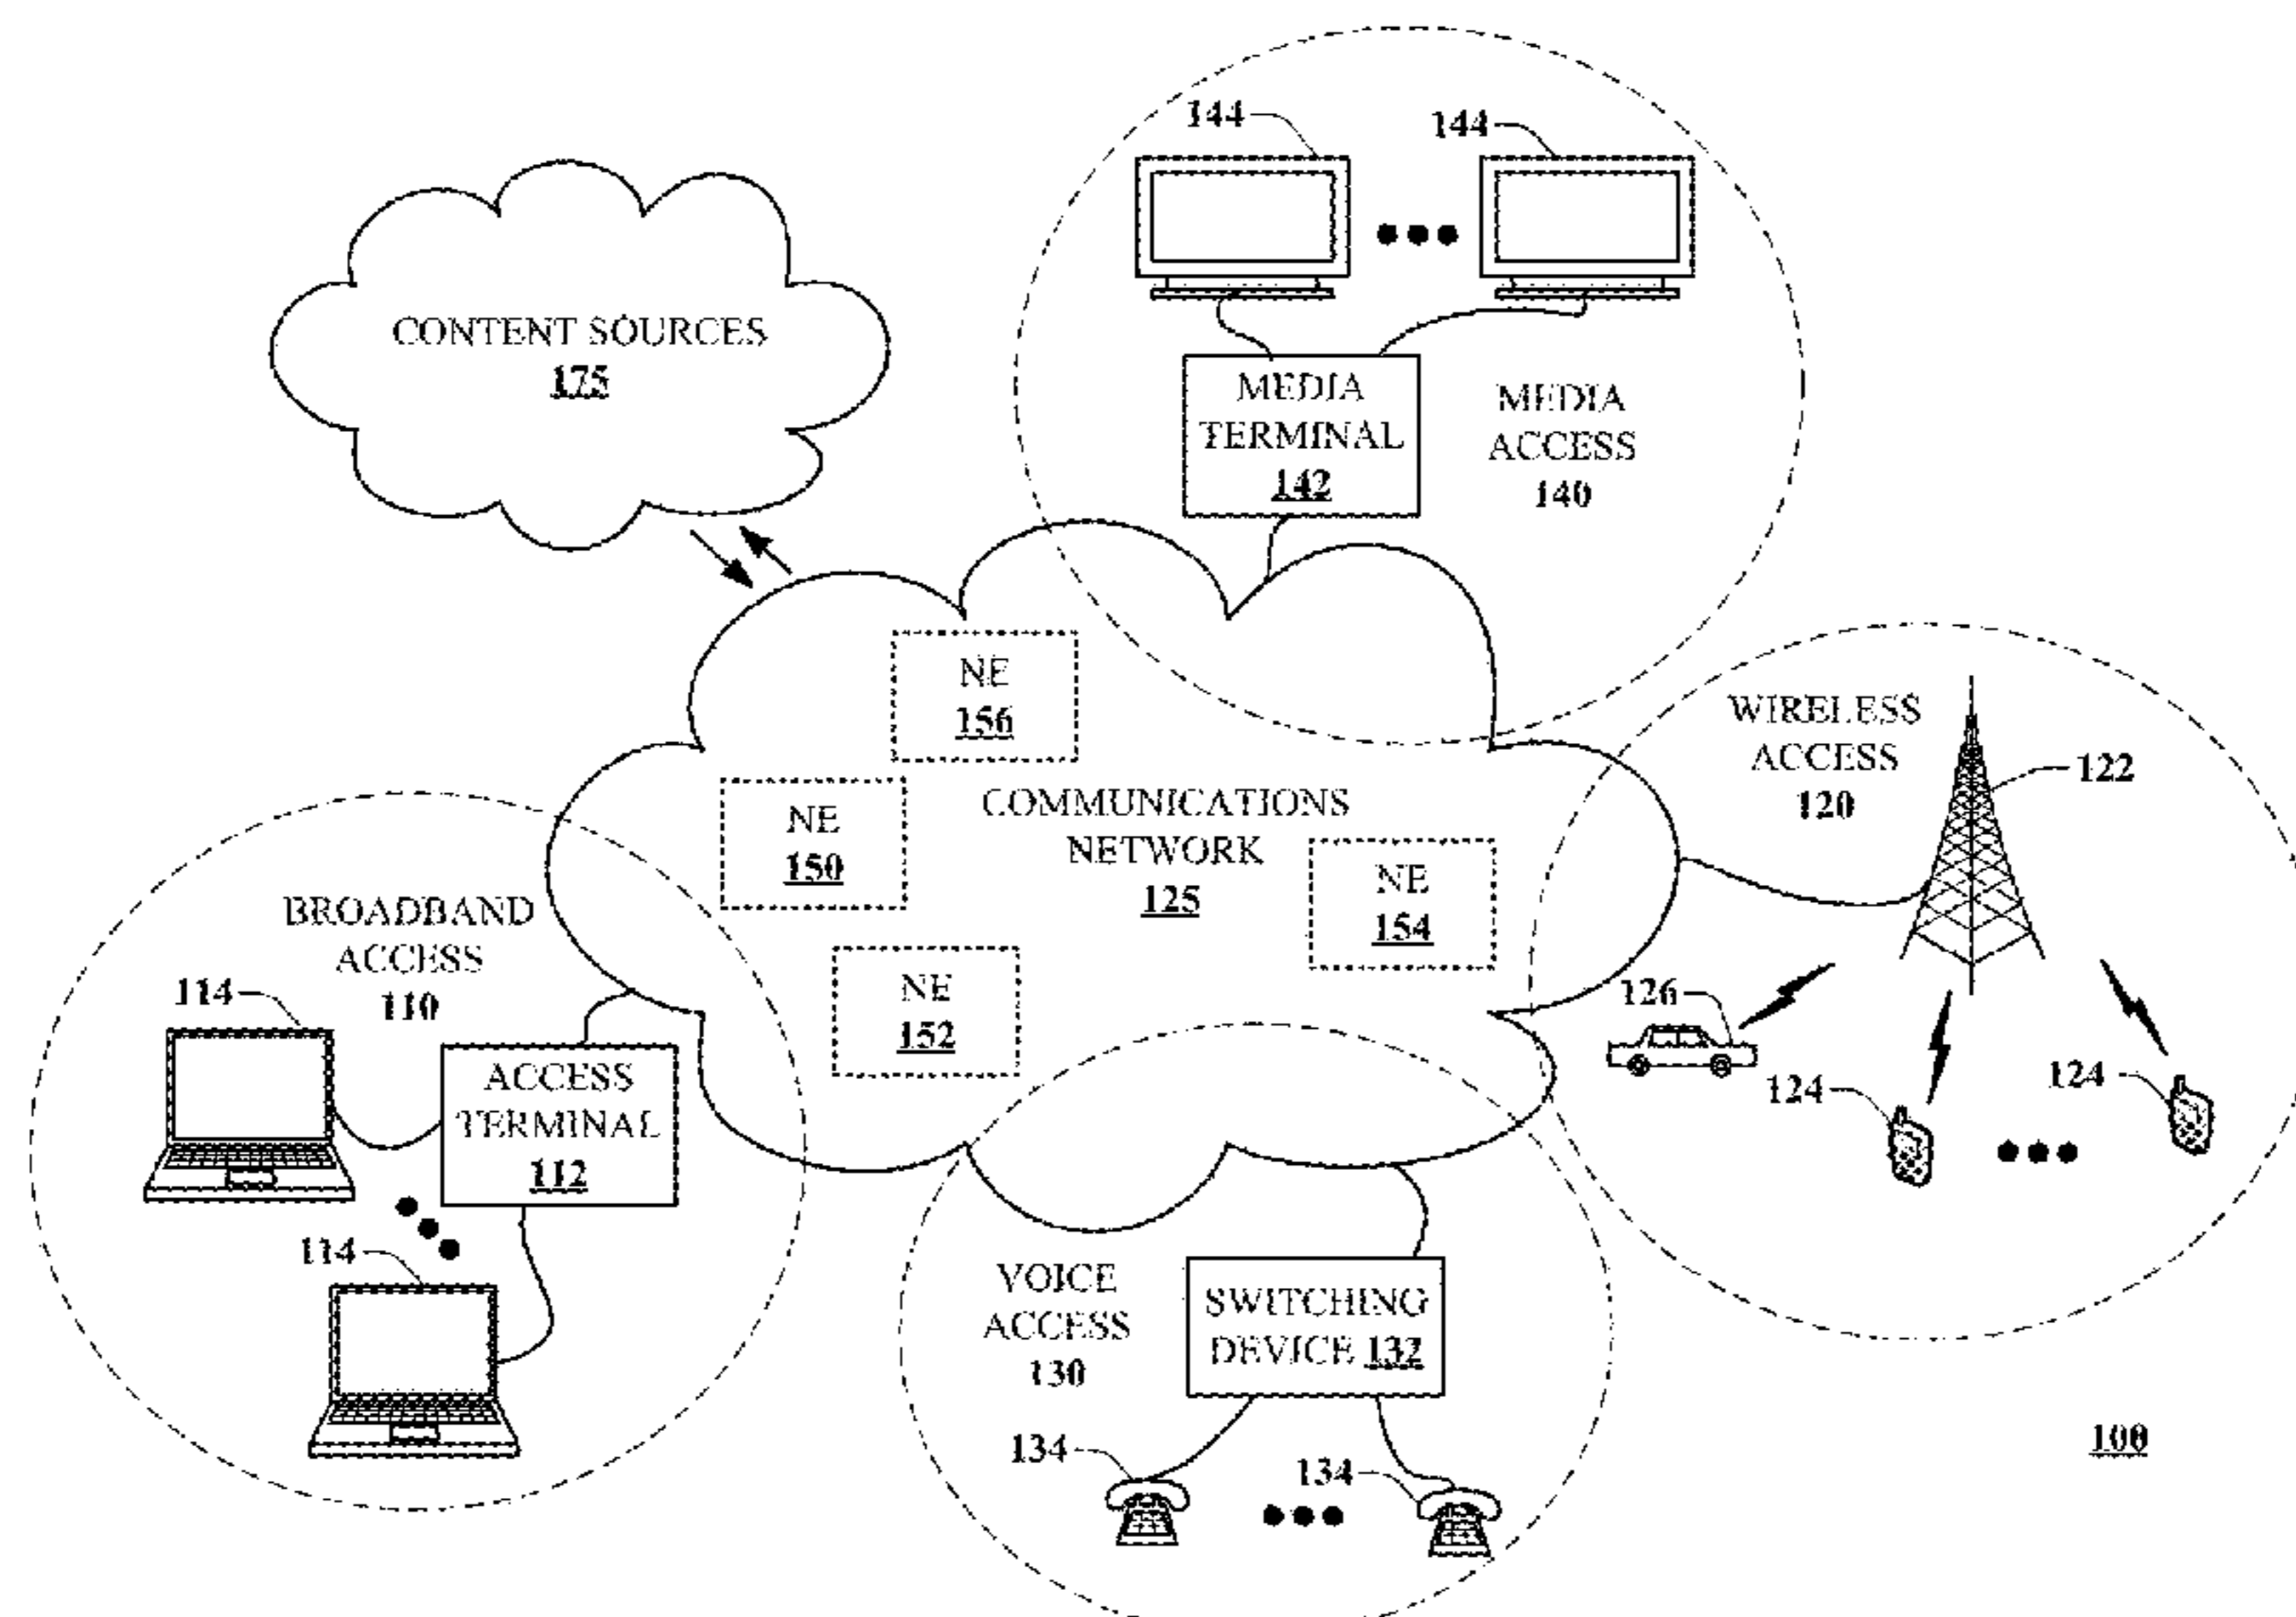 144
144
CONTENT SOURCES
175
MEDIA
TERMINAL
142
MEDIA
ACCESS
140
NE
156
WIRELESS
ACCESS
120
122
NE
150
COMMUNICATIONS
NETWORK
125
NE
154
BROADBAND
ACCESS
110
114
NE
152
126
124
124
ACCESS
TERMINAL
112
114
VOICE
ACCESS
130
SWITCHING
DEVICE 132
134
134
100